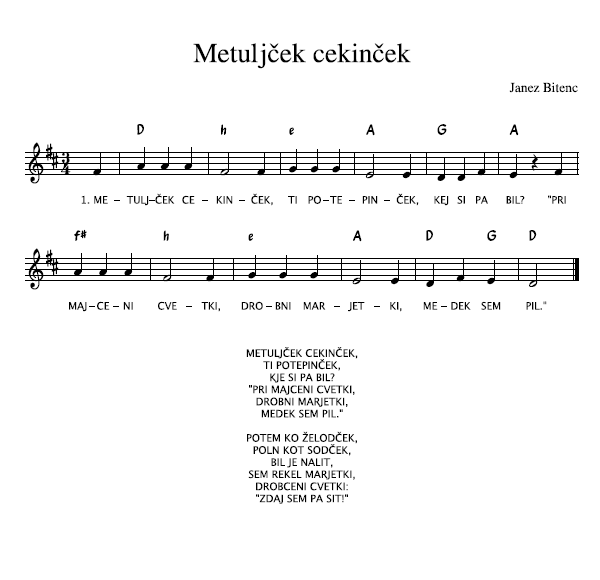 Metuljček cekinček
Janez Bitenc
D h e A G A
3
4
1. ME – TULJ–ČEK CE – KIN – ČEK, TI PO–TE–PIN–ČEK, KEJ SI PA BIL? "PRI
f# h e A D G D
MAJ–CE–NI CVE – TKI, DRO–BNI MAR – JET – KI, ME–DEK SEM PIL."
METULJČEK CEKINČEK,
TI POTEPINČEK,
KJE SI PA BIL?
"PRI MAJCENI CVETKI,
DROBNI MARJETKI,
MEDEK SEM PIL."
POTEM KO ŽELODČEK,
POLN KOT SODČEK,
BIL JE NALIT,
SEM REKEL MARJETKI,
DROBCENI CVETKI:
"ZDAJ SEM PA SIT!"